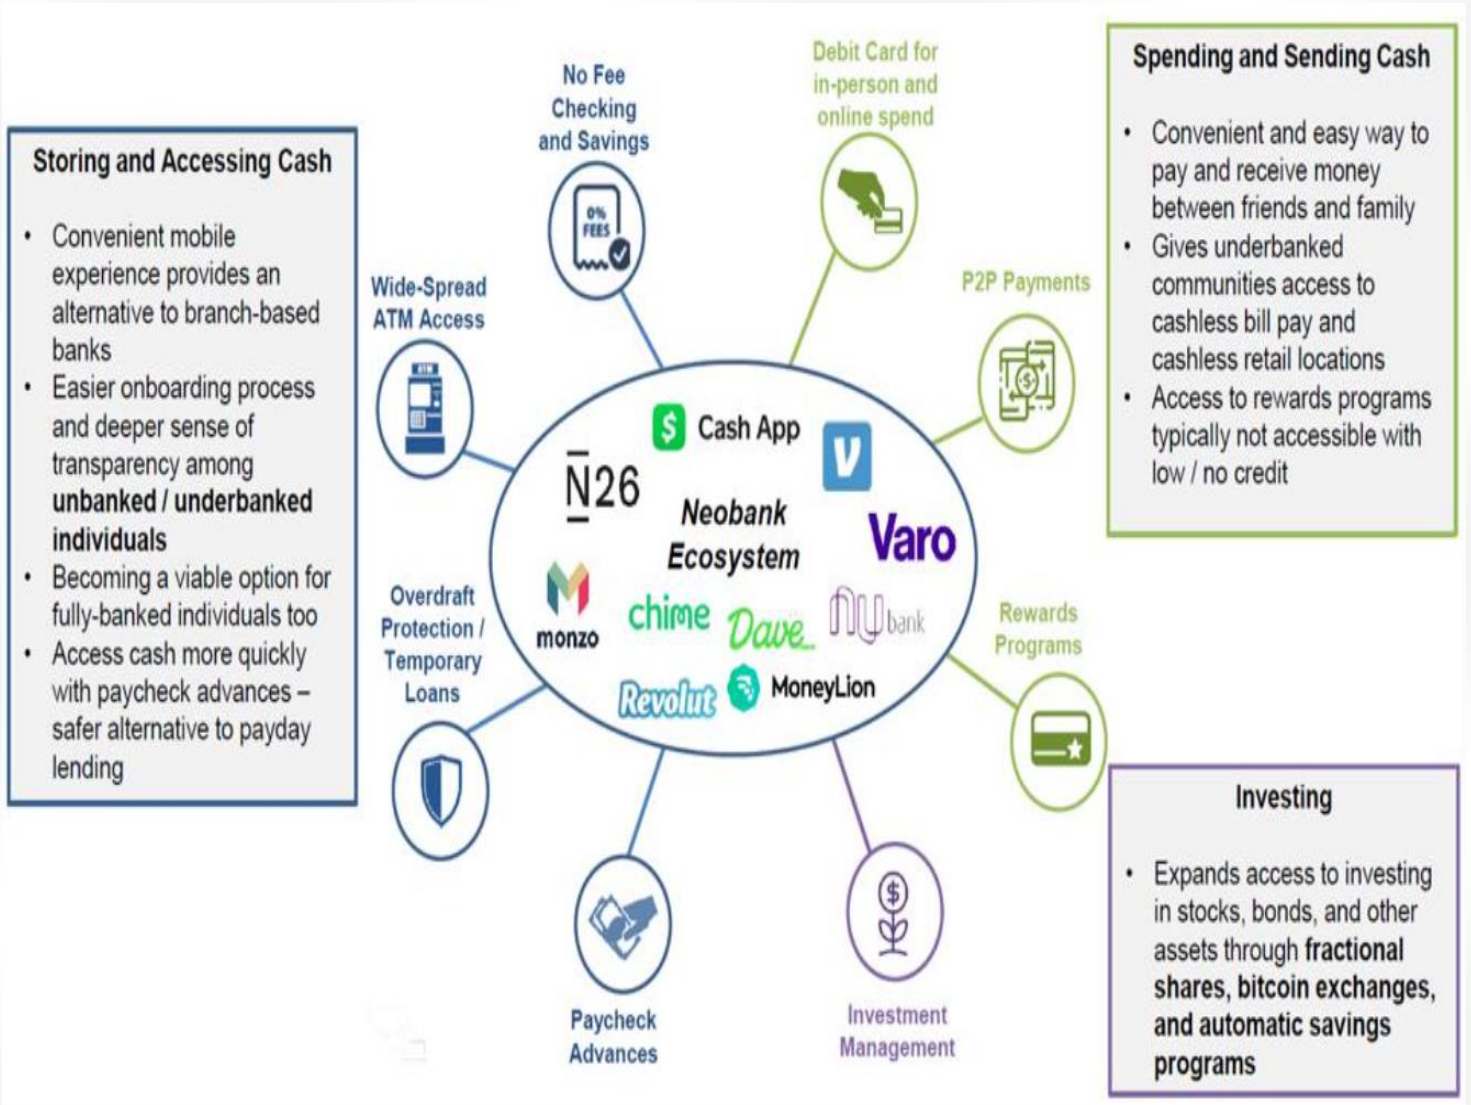 Storing and Accessing Cash
• Convenient mobile
experience provides an
alternative to branch-based
banks
• Easier onboarding process
and deeper sense of
transparency among
unbanked / underbanked
individuals
• Becoming a viable option for
fully-banked individuals too
• Access cash more quickly
with paycheck advances –
safer alternative to payday
lending
No Fee
Checking
and Savings
0%
FEES
Wide-Spread
ATM Access
ATM
Overdraft
Protection /
Temporary
Loans
Paycheck
Advances
Debit Card for
in-person and
online spend
P2P Payments
$
Rewards
Programs
$
Investment
Management
$ Cash App
V
N26
Neobank
Ecosystem
Varo
monzo
chime
Dave
nu bank
Revolut
MoneyLion
Spending and Sending Cash
• Convenient and easy way to
pay and receive money
between friends and family
• Gives underbanked
communities access to
cashless bill pay and
cashless retail locations
• Access to rewards programs
typically not accessible with
low / no credit
Investing
• Expands access to investing
in stocks, bonds, and other
assets through fractional
shares, bitcoin exchanges,
and automatic savings
programs